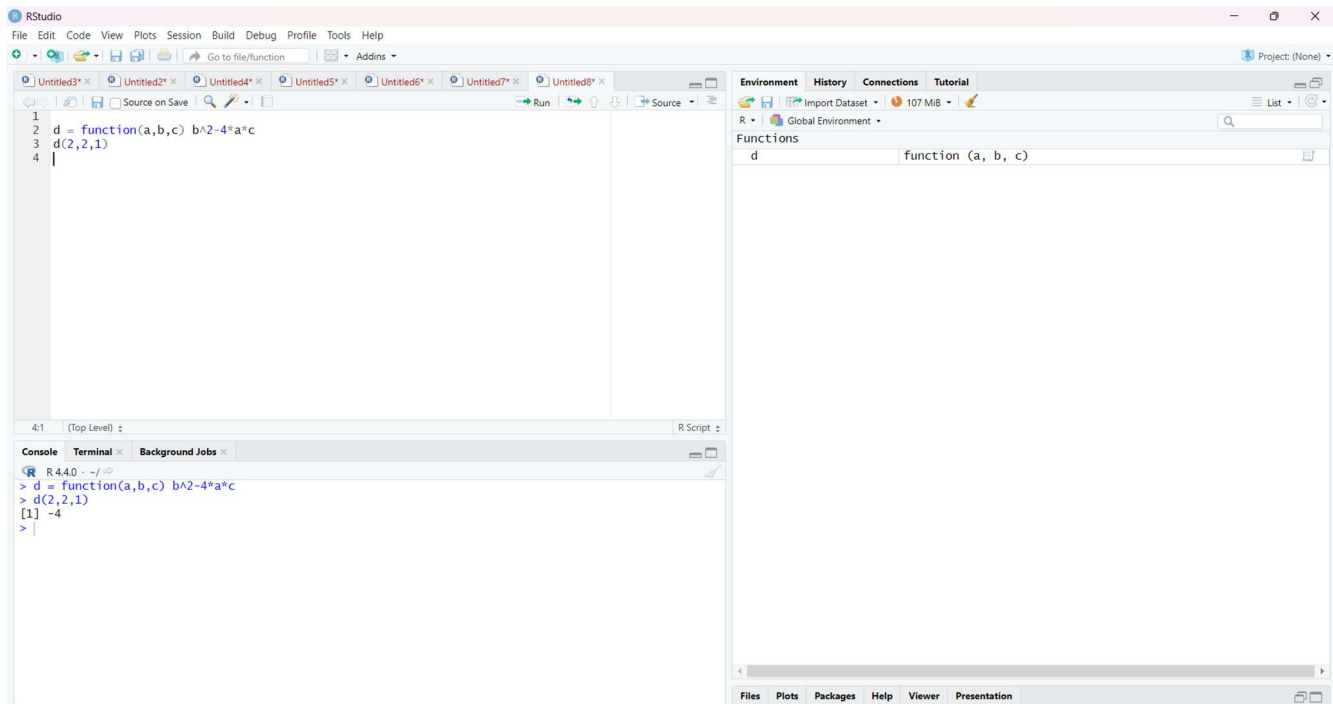 RStudio
File Edit Code View Plots Session Build Debug Profile Tools Help
Go to file/function Addins Project: (None)
Untitled3* Untitled2* Untitled4* Untitled5* Untitled6* Untitled7* Untitled8*
Source on Save Run Source
1
2 d = function(a,b,c) b^2-4*a*c
3 d(2,2,1)
4
4:1 (Top Level) R Script
Console Terminal Background Jobs
R 4.4.0 · ~/
> d = function(a,b,c) b^2-4*a*c
> d(2,2,1)
[1] -4
>
Environment History Connections Tutorial
Import Dataset 107 MiB List
R Global Environment
Functions
d function (a, b, c)
Files Plots Packages Help Viewer Presentation